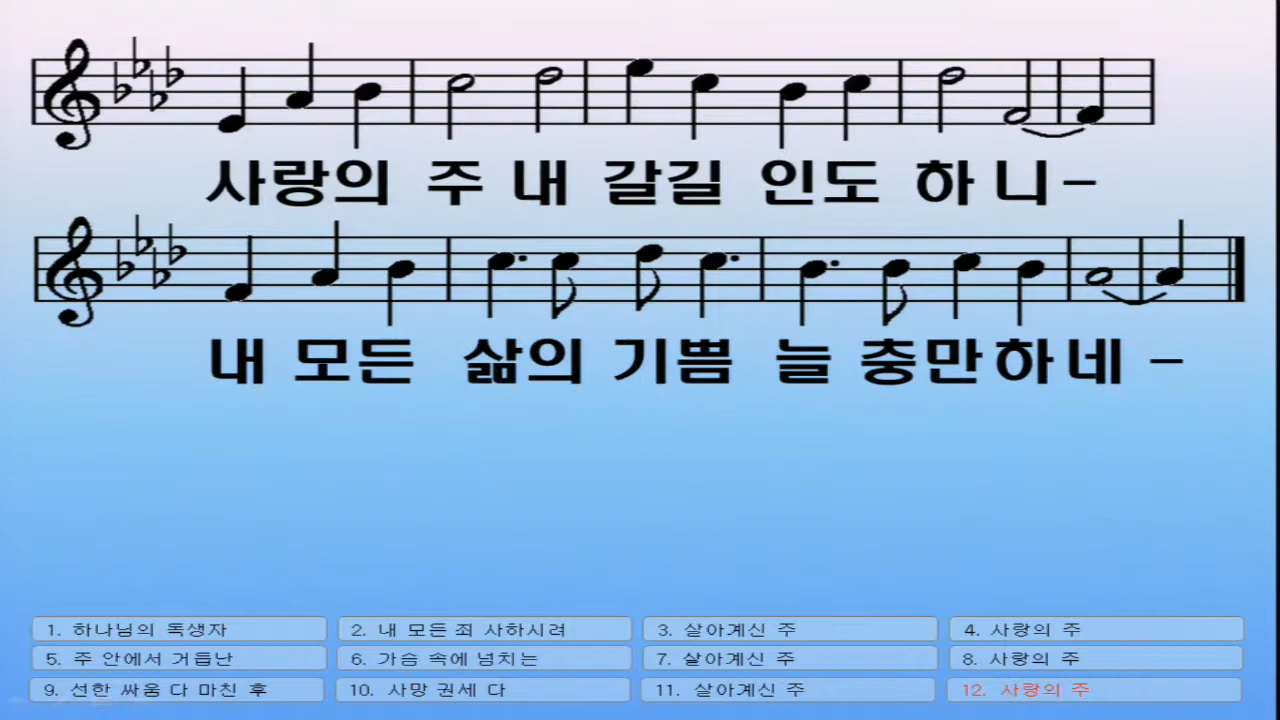 사랑의 주 내 갈길 인도 하 니-
내 모든 삶의 기쁨 늘 충만하네 -
1. 하나님의 독생자
2. 내 모든 죄 사하시려
3. 살아계신 주
4. 사랑의 주
5. 주 안에서 거듭난
6. 가슴 속에 넘치는
7. 살아계신 주
8. 사랑의 주
9. 선한 싸움 다 마친 후
10. 사망 권세 다
11. 살아계신 주
12. 사랑의 주